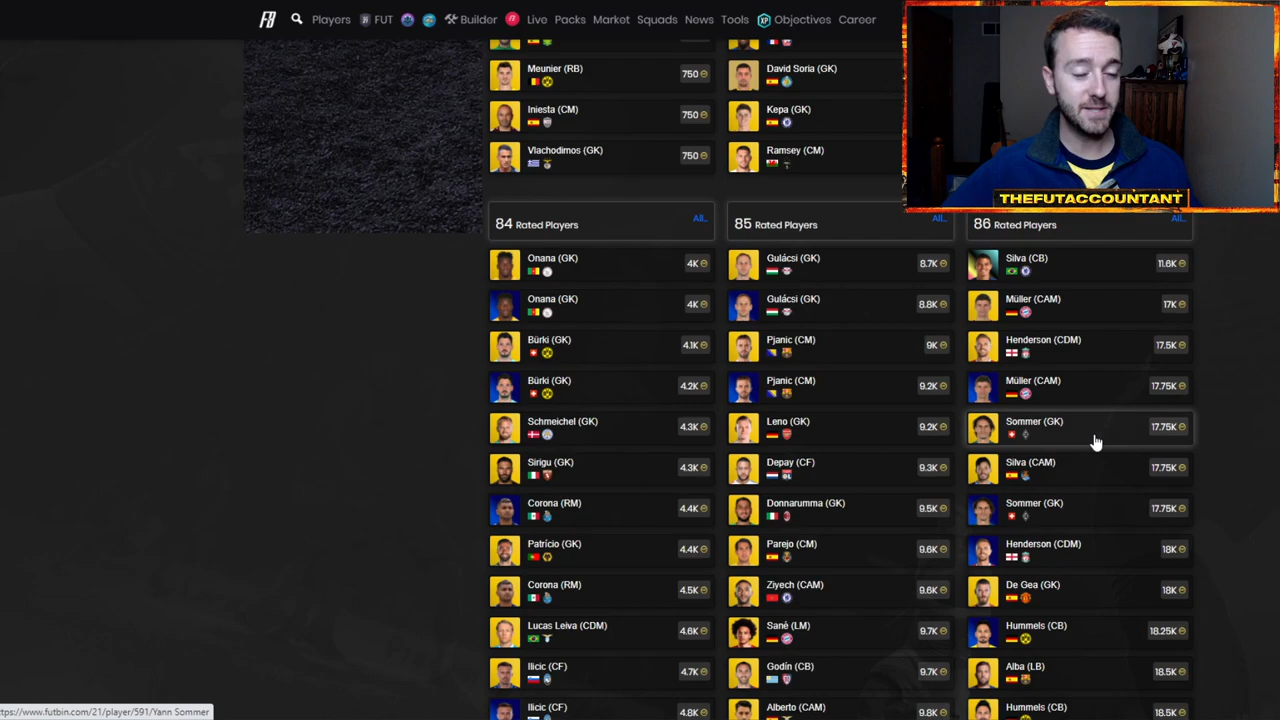 FB Players FUT Builder Live Packs Market Squads News Tools XP Objectives Career
THEFUTACCOUNTANT
Meunier (RB) 750
Iniesta (CM) 750
Vlachodimos (GK) 750
David Soria (GK)
Kepa (GK)
Ramsey (CM)
84 Rated Players All..
Onana (GK) 4K
Onana (GK) 4K
Bürki (GK) 4.1K
Bürki (GK) 4.2K
Schmeichel (GK) 4.3K
Sirigu (GK) 4.3K
Corona (RM) 4.4K
Patrício (GK) 4.4K
Corona (RM) 4.5K
Lucas Leiva (CDM) 4.6K
Ilicic (CF) 4.7K
Ilicic (CF) 4.8K
85 Rated Players All..
Gulácsi (GK) 8.7K
Gulácsi (GK) 8.8K
Pjanic (CM) 9K
Pjanic (CM) 9.2K
Leno (GK) 9.2K
Depay (CF) 9.3K
Donnarumma (GK) 9.5K
Parejo (CM) 9.6K
Ziyech (CAM) 9.6K
Sané (LM) 9.7K
Godín (CB) 9.7K
Alberto (CAM) 9.8K
86 Rated Players All..
Silva (CB) 11.6K
Müller (CAM) 17K
Henderson (CDM) 17.5K
Müller (CAM) 17.75K
Sommer (GK) 17.75K
Silva (CAM) 17.75K
Sommer (GK) 17.75K
Henderson (CDM) 18K
De Gea (GK) 18K
Hummels (CB) 18.25K
Alba (LB) 18.5K
Hummels (CB) 18.5K
ttps://www.futbin.com/21/player/591/Yann Sommer